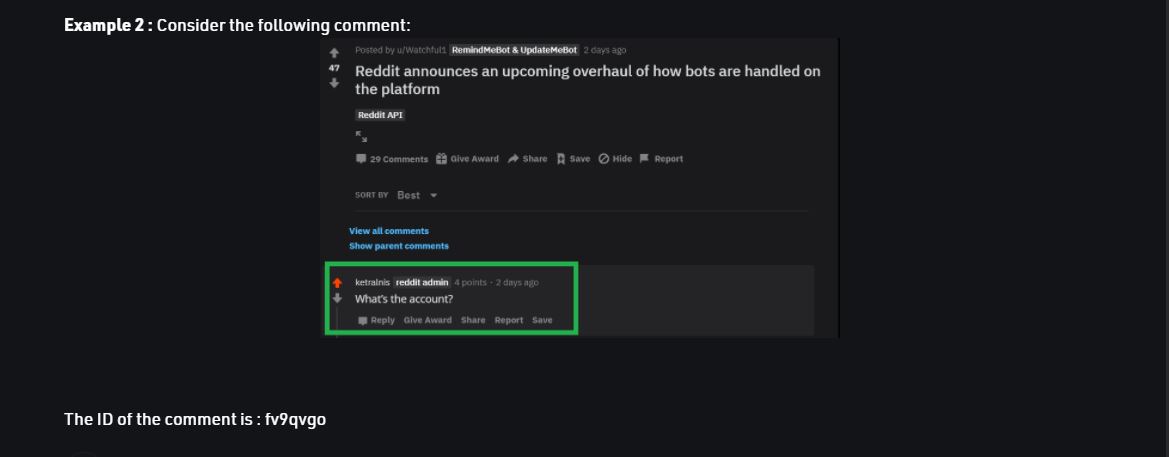 Example 2 : Consider the following comment:
Posted by u/Watchful1 RemindMeBot & UpdateMeBot 2 days ago
47
Reddit announces an upcoming overhaul of how bots are handled on
the platform
Reddit API
29 Comments Give Award Share Save Hide Report
SORT BY Best
View all comments
Show parent comments
ketralnis reddit admin 4 points · 2 days ago
What's the account?
Reply Give Award Share Report Save
The ID of the comment is : fv9qvgo